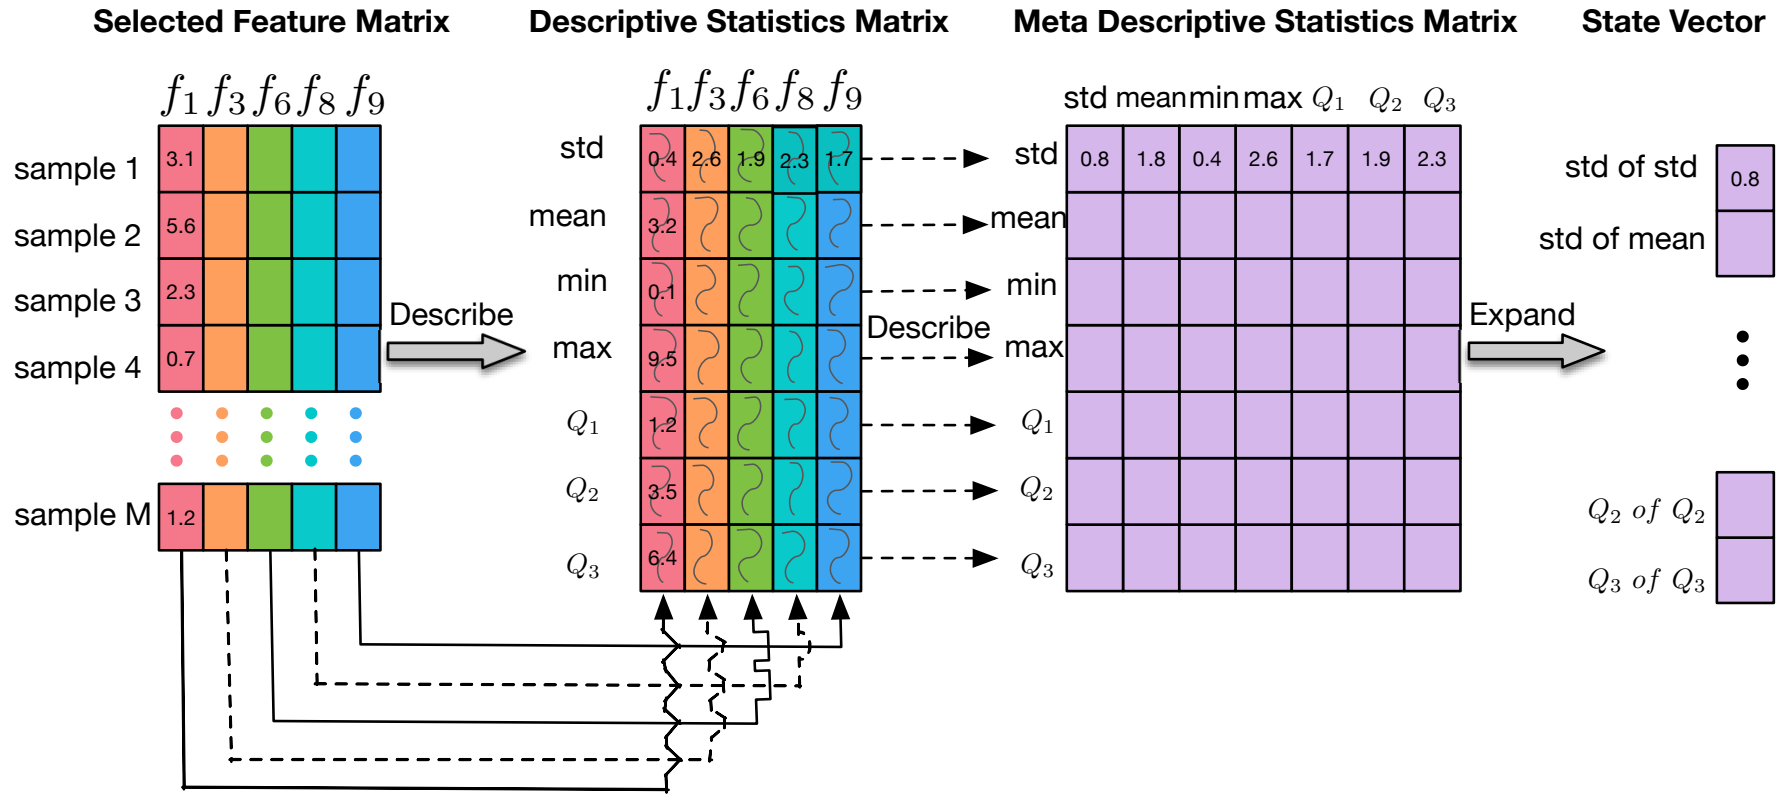 Selected Feature Matrix
Descriptive Statistics Matrix
Meta Descriptive Statistics Matrix
State Vector
f1 f3 f6 f8 f9
sample 1 3.1
sample 2 5.6
sample 3 2.3
sample 4 0.7
sample M 1.2
Describe
f1 f3 f6 f8 f9
std 0.4 2.6 1.9 2.3 1.7
mean 3.2
min 0.1
max 9.5
Q1 1.2
Q2 3.5
Q3 6.4
Describe
std mean min max Q1 Q2 Q3
std 0.8 1.8 0.4 2.6 1.7 1.9 2.3
mean
min
max
Q1
Q2
Q3
Expand
std of std 0.8
std of mean
Q2 of Q2
Q3 of Q3